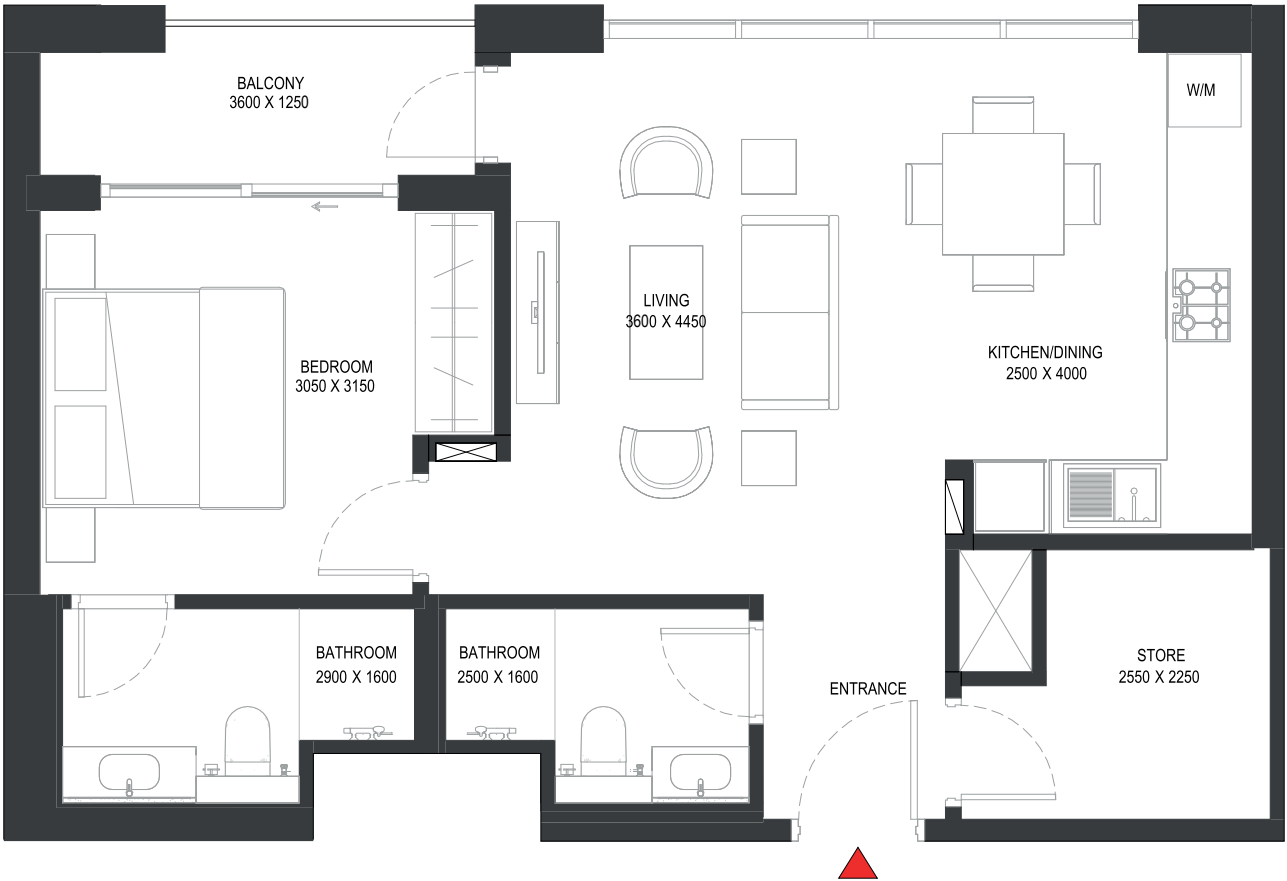 BALCONY
3600 X 1250
W/M
LIVING
3600 X 4450
KITCHEN/DINING
2500 X 4000
BEDROOM
3050 X 3150
BATHROOM
2900 X 1600
BATHROOM
2500 X 1600
STORE
2550 X 2250
ENTRANCE